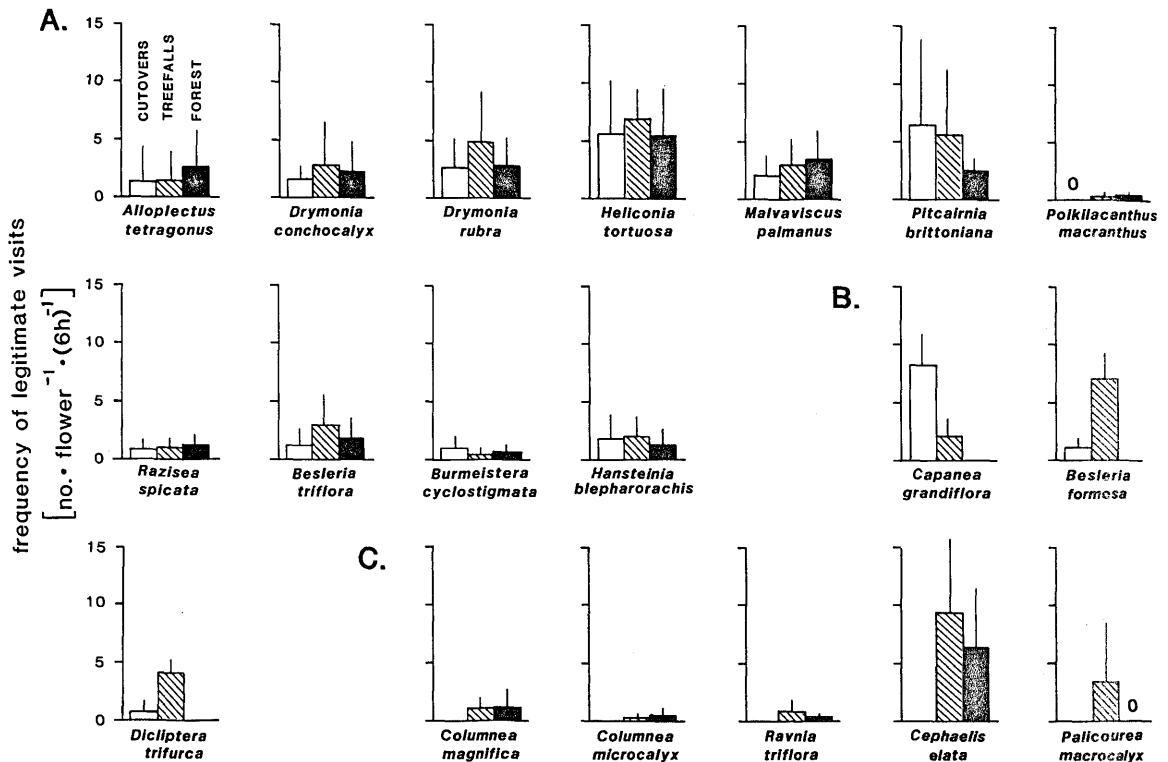 A.
15
10
5
0
CUTOVERS
TREEFALLS
FOREST
0
Alloplectus
tetragonus
Drymonia
conchocalyx
Drymonia
rubra
Heliconia
tortuosa
Malvaviscus
palmanus
Pitcairnia
brittoniana
Poikilacanthus
macranthus
frequency of legitimate visits
[no.· flower⁻¹·(6h)⁻¹]
15
10
5
0
B.
Razisea
spicata
Besleria
triflora
Burmeistera
cyclostigmata
Hansteinia
blepharorachis
Capanea
grandiflora
Besleria
formosa
15
10
5
0
C.
0
Dicliptera
trifurca
Columnea
magnifica
Columnea
microcalyx
Ravnia
triflora
Cephaelis
elata
Palicourea
macrocalyx